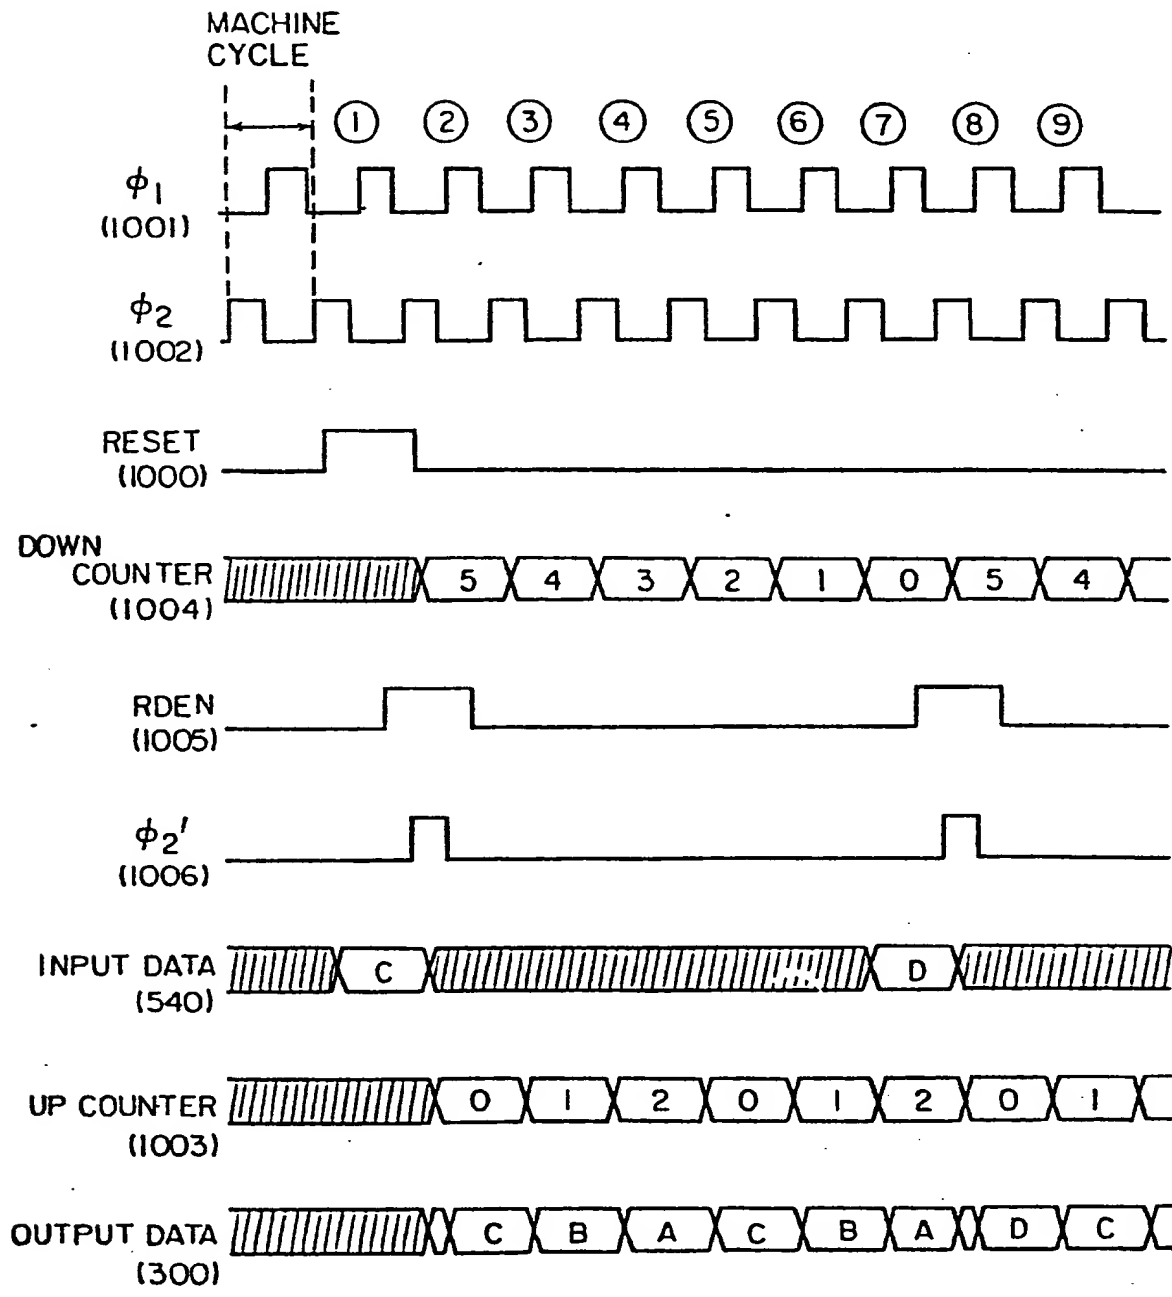 MACHINE
CYCLE
① ② ③ ④ ⑤ ⑥ ⑦ ⑧ ⑨
ϕ1
(1001)
ϕ2
(1002)
RESET
(1000)
DOWN
COUNTER
(1004)
5 4 3 2 1 0 5 4
RDEN
(1005)
ϕ2'
(1006)
INPUT DATA
(540)
C D
UP COUNTER
(1003)
0 1 2 0 1 2 0 1
OUTPUT DATA
(300)
C B A C B A D C